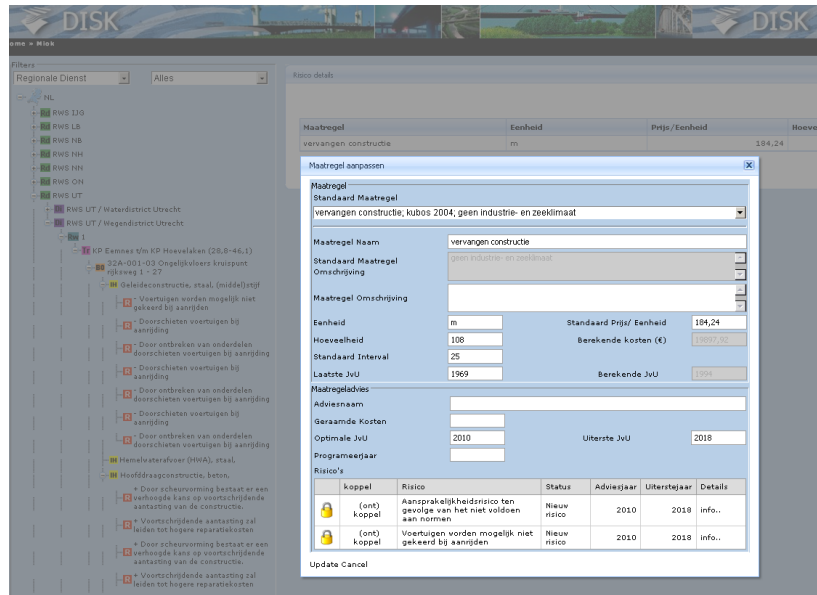 DISK
DISK
ome » Miok
Filters
Regionale Dienst
Alles
NL
RWS IJG
RWS LB
RWS NB
RWS NH
RWS NN
RWS ON
RWS UT
RWS UT / Waterdistrict Utrecht
RWS UT / Wegendistrict Utrecht
1
KP Eemnes t/m KP Hoevelaken (28,8-46,1)
32A-001-03 Ongelijkvloers kruispunt
rijksweg 1 - 27
Geleideconstructie, staal, (middel)stijf
- Voertuigen worden mogelijk niet
gekeerd bij aanrijden
- Doorschieten voertuigen bij
aanrijding
- Door ontbreken van onderdelen
doorschieten voertuigen bij aanrijding
- Doorschieten voertuigen bij
aanrijding
- Door ontbreken van onderdelen
doorschieten voertuigen bij aanrijding
- Doorschieten voertuigen bij
aanrijding
- Door ontbreken van onderdelen
doorschieten voertuigen bij aanrijding
Hemelwaterafvoer (HWA), staal,
Hoofddraagconstructie, beton,
+ Door scheurvorming bestaat er een
verhoogde kans op voortschrijdende
aantasting van de constructie.
+ Voortschrijdende aantasting zal
leiden tot hogere reparatiekosten
+ Door scheurvorming bestaat er een
verhoogde kans op voortschrijdende
aantasting van de constructie.
+ Voortschrijdende aantasting zal
leiden tot hogere reparatiekosten
Risico details
Maatregel Eenheid Prijs/Eenheid Hoeve
vervangen constructie m 184,24
Maatregel aanpassen
Maatregel
Standaard Maatregel
vervangen constructie; kubos 2004; geen industrie- en zeeklimaat
Maatregel Naam vervangen constructie
Standaard Maatregel
Omschrijving
geen industrie- en zeeklimaat
Maatregel Omschrijving
Eenheid m Standaard Prijs/ Eenheid 184,24
Hoeveelheid 108 Berekende kosten (€) 19897,92
Standaard Interval 25
Laatste JvU 1969 Berekende JvU 1994
Maatregeladvies
Adviesnaam
Geraamde Kosten
Optimale JvU 2010 Uiterste JvU 2018
Programeerjaar
Risico's
koppel Risico Status Adviesjaar Uiterstejaar Details
(ont)
koppel
Aansprakelijkheidsrisico ten
gevolge van het niet voldoen
aan normen
Nieuw
risico
2010 2018 info..
(ont)
koppel
Voertuigen worden mogelijk niet
gekeerd bij aanrijden
Nieuw
risico
2010 2018 info..
Update Cancel